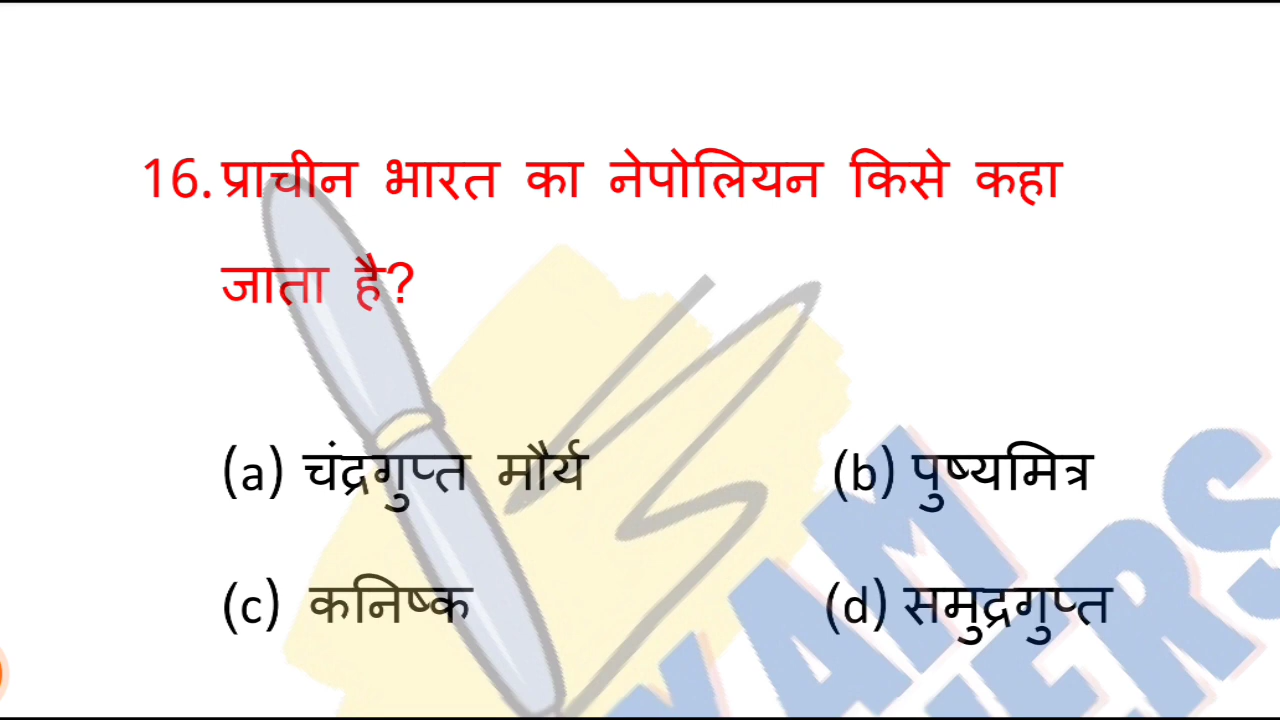 16. प्राचीन भारत का नेपोलियन किसे कहा
जाता है?
(a) चंद्रगुप्त मौर्य (b) पुष्यमित्र
(c) कनिष्क (d) समुद्रगुप्त